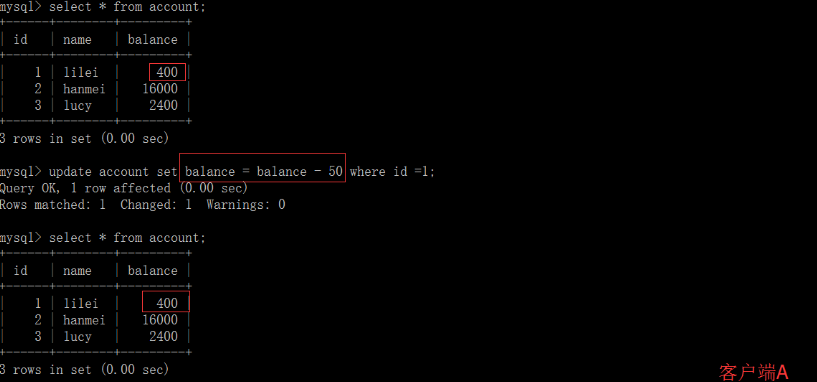 mysql> select * from account;
+------+--------+---------+
| id   | name   | balance |
+------+--------+---------+
|    1 | lilei  |     400 |
|    2 | hanmei |   16000 |
|    3 | lucy   |    2400 |
+------+--------+---------+
3 rows in set (0.00 sec)
mysql> update account set balance = balance - 50 where id =1;
Query OK, 1 row affected (0.00 sec)
Rows matched: 1  Changed: 1  Warnings: 0
mysql> select * from account;
+------+--------+---------+
| id   | name   | balance |
+------+--------+---------+
|    1 | lilei  |     400 |
|    2 | hanmei |   16000 |
|    3 | lucy   |    2400 |
+------+--------+---------+
3 rows in set (0.00 sec)
客户端A